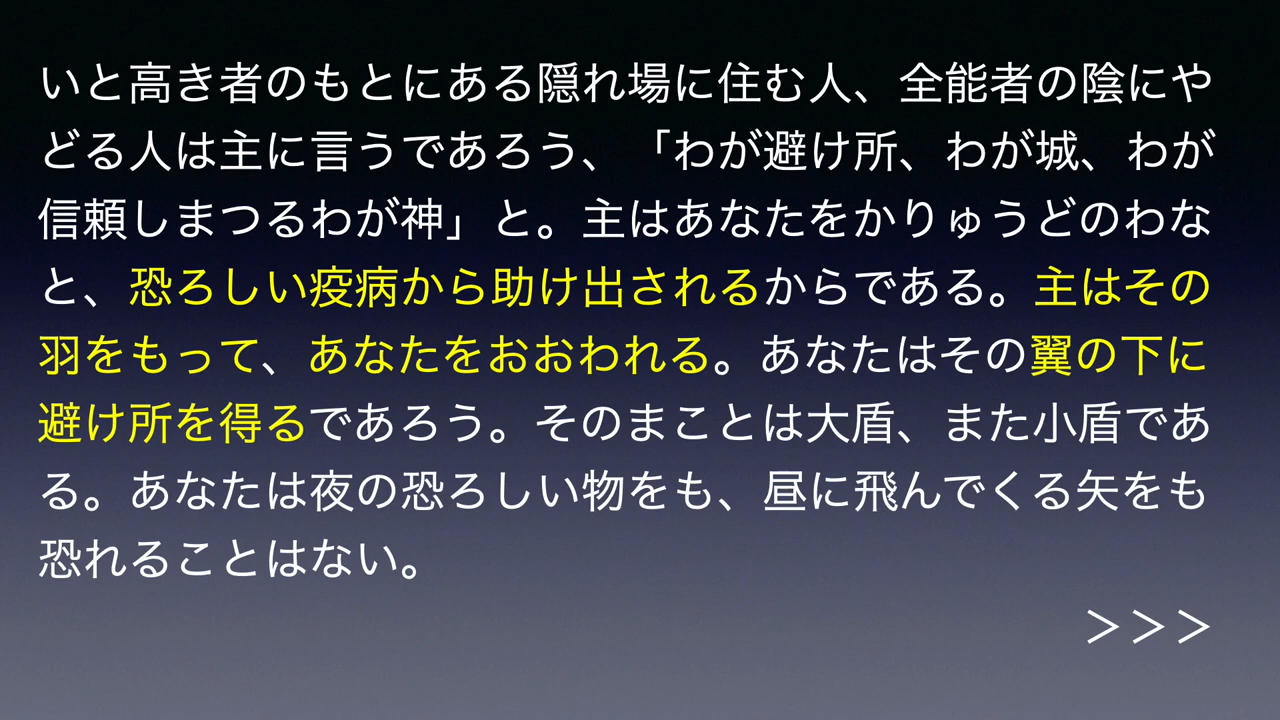 いと高き者のもとにある隠れ場に住む人、全能者の陰にや
どる人は主に言うであろう、「わが避け所、わが城、わが
信頼しまつるわが神」と。主はあなたをかりゅうどのわな
と、恐ろしい疫病から助け出されるからである。主はその
羽をもって、あなたをおおわれる。あなたはその翼の下に
避け所を得るであろう。そのまことは大盾、また小盾であ
る。あなたは夜の恐ろしい物をも、昼に飛んでくる矢をも
恐れることはない。
＞＞＞